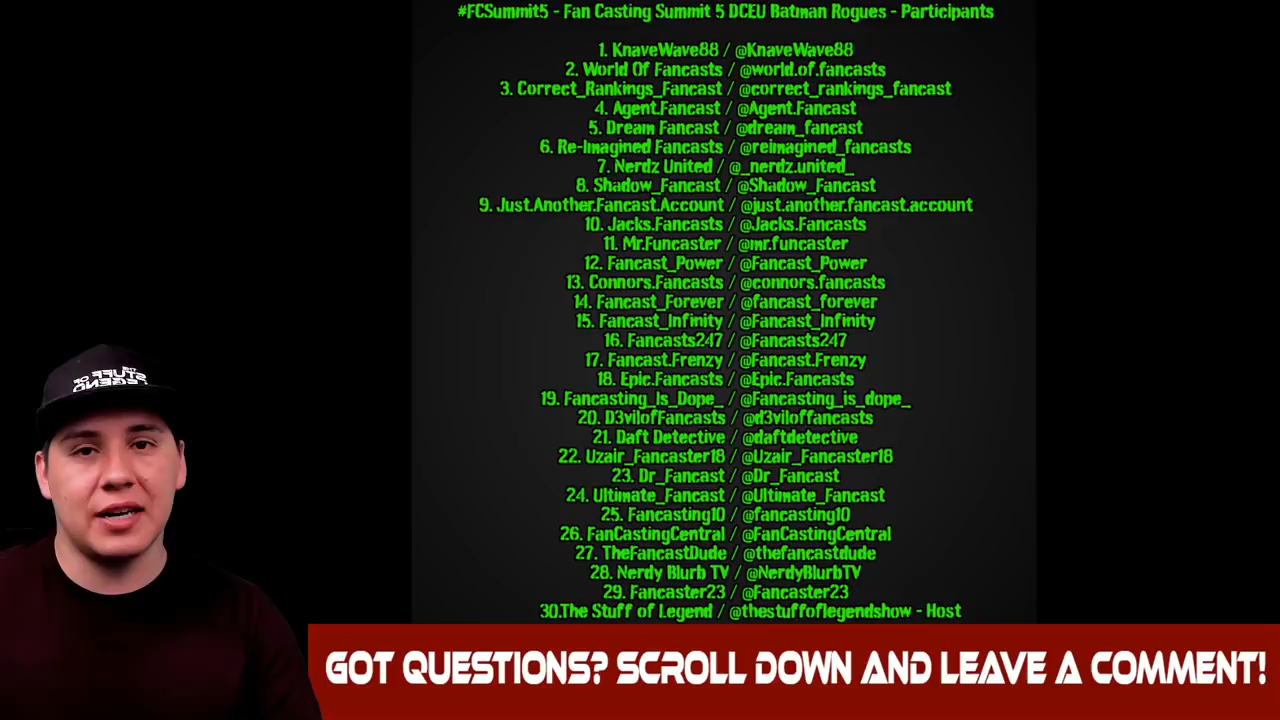 #FCSummit5 - Fan Casting Summit 5 DCEU Batman Rogues - Participants
1. KnaveWave88 / @KnaveWave88
2. World Of Fancasts / @world.of.fancasts
3. Correct_Rankings_Fancast / @correct_rankings_fancast
4. Agent.Fancast / @Agent.Fancast
5. Dream Fancast / @dream_fancast
6. Re-Imagined Fancasts / @reimagined_fancasts
7. Nerdz United / @_nerdz.united_
8. Shadow_Fancast / @Shadow_Fancast
9. Just.Another.Fancast.Account / @just.another.fancast.account
10. Jacks.Fancasts / @Jacks.Fancasts
11. Mr.Funcaster / @mr.funcaster
12. Fancast_Power / @Fancast_Power
13. Connors.Fancasts / @connors.fancasts
14. Fancast_Forever / @fancast_forever
15. Fancast_Infinity / @Fancast_Infinity
16. Fancasts247 / @Fancasts247
17. Fancast.Frenzy / @Fancast.Frenzy
18. Epic.Fancasts / @Epic.Fancasts
19. Fancasting_Is_Dope_ / @Fancasting_is_dope_
20. D3vilofFancasts / @d3viloffancasts
21. Daft Detective / @daftdetective
22. Uzair_Fancaster18 / @Uzair_Fancaster18
23. Dr_Fancast / @Dr_Fancast
24. Ultimate_Fancast / @Ultimate_Fancast
25. Fancasting10 / @fancasting10
26. FanCastingCentral / @FanCastingCentral
27. TheFancastDude / @thefancastdude
28. Nerdy Blurb TV / @NerdyBlurbTV
29. Fancaster23 / @Fancaster23
30.The Stuff of Legend / @thestuffoflegendshow - Host
THE
STUFF OF
LEGEND
GOT QUESTIONS? SCROLL DOWN AND LEAVE A COMMENT!